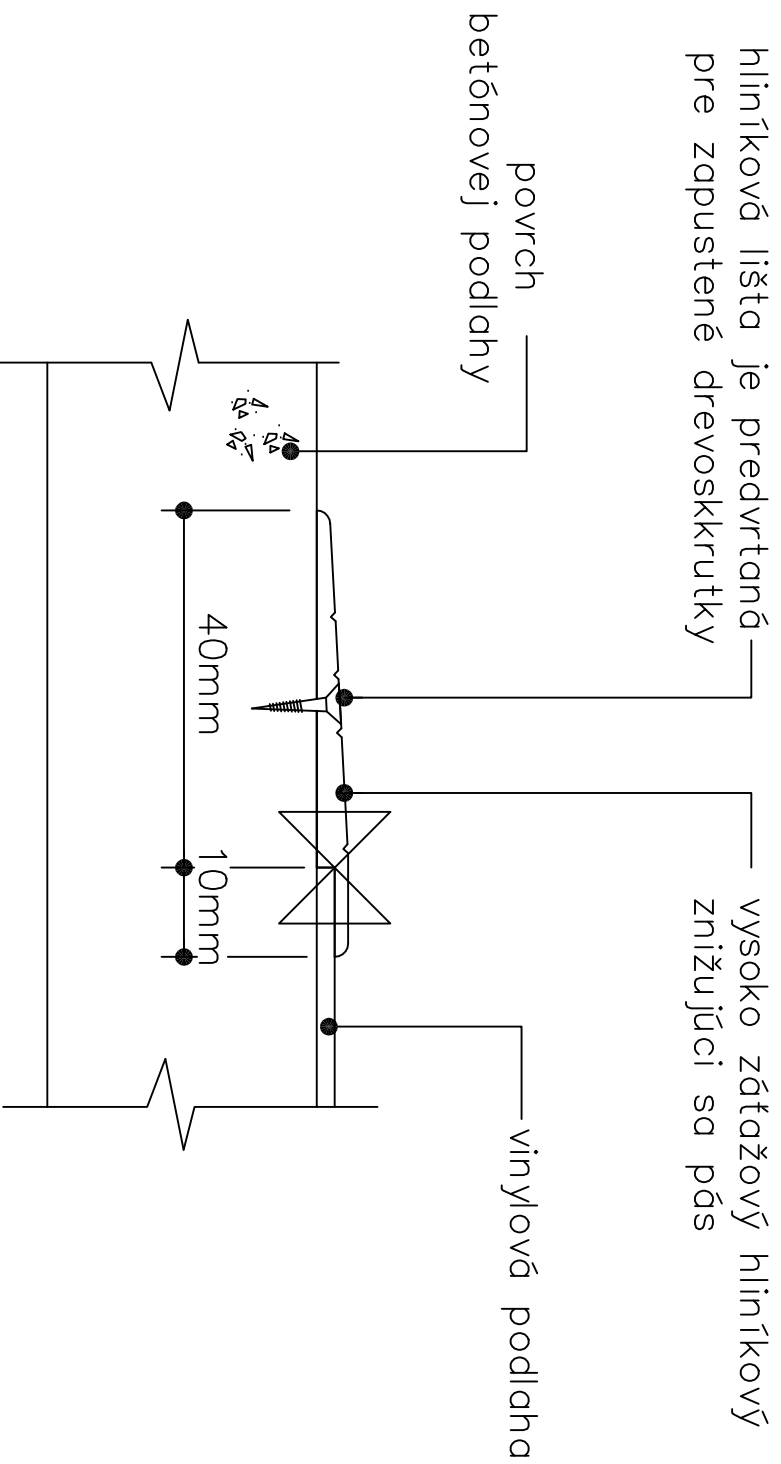 hliníková lišta je predvrtaná
pre zapustené drevoskkrutky
vysoko záťažový hliníkový
znižujúci sa pás
povrch
betónovej podlahy
vinylová podlaha
40mm
10mm